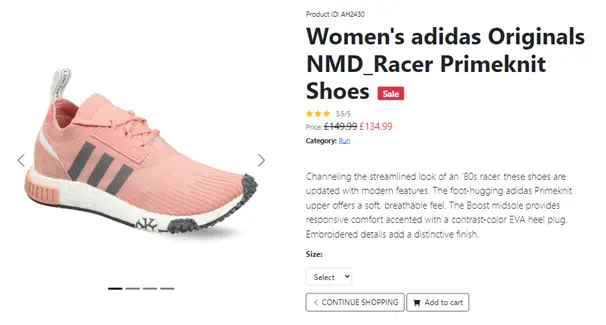 Product ID: AH2430
Women's adidas Originals
NMD_Racer Primeknit
Shoes Sale
3.5/5
Price: £149.99 £134.99
Category: Run
Channeling the streamlined look of an '80s racer. these shoes are
updated with modern features. The foot-hugging adidas Primeknit
upper offers a soft, breathable feel. The Boost midsole provides
responsive comfort accented with a contrast-color EVA heel plug.
Embroidered details add a distinctive finish.
Size:
Select
CONTINUE SHOPPING Add to cart